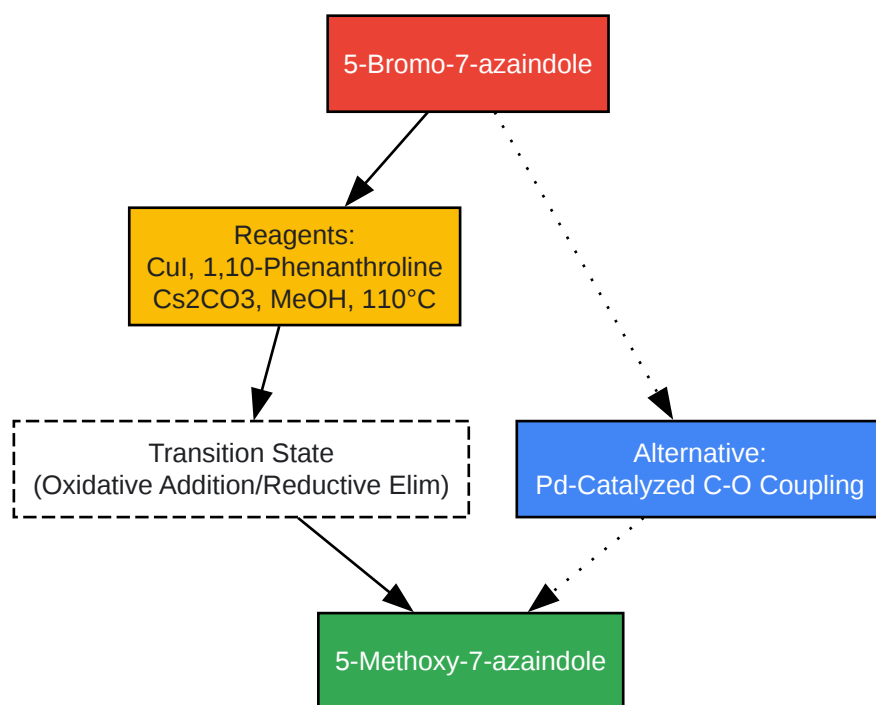 5-Bromo-7-azaindole
Reagents:
CuI, 1,10-Phenanthroline
Cs2CO3, MeOH, 110°C
Transition State
(Oxidative Addition/Reductive Elim)
Alternative:
Pd-Catalyzed C-O Coupling
5-Methoxy-7-azaindole